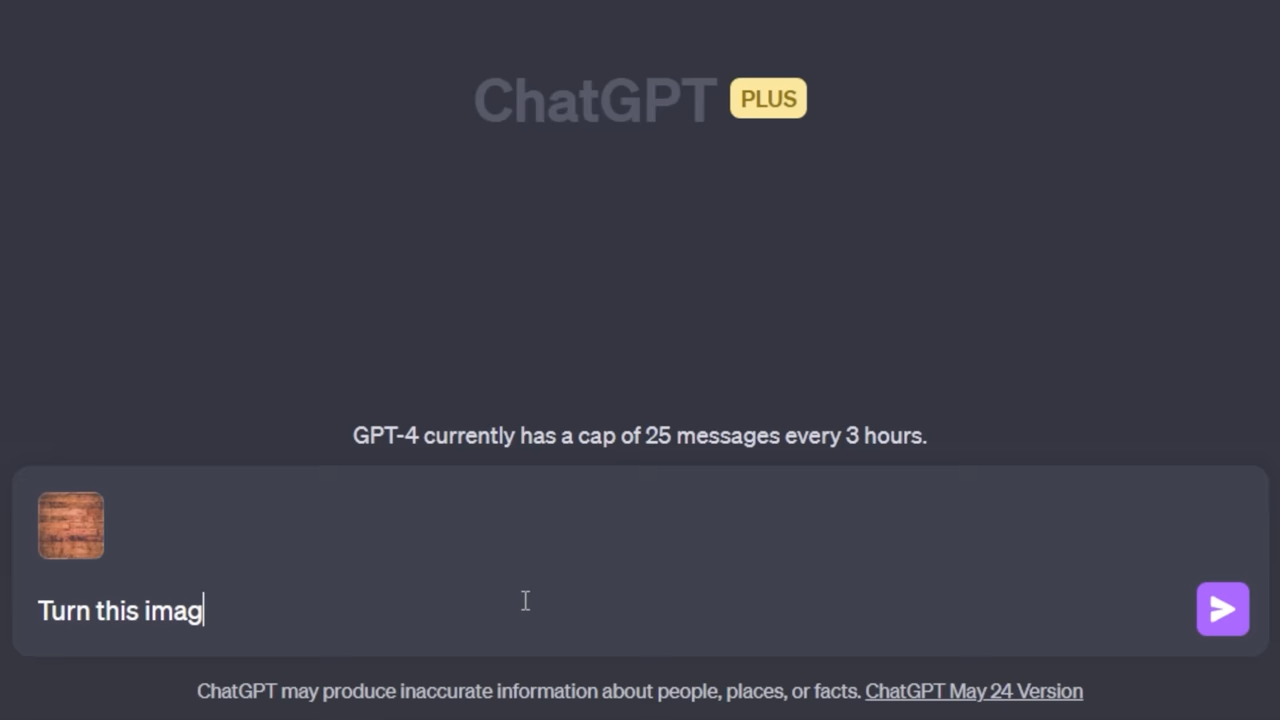 ChatGPT PLUS
GPT-4 currently has a cap of 25 messages every 3 hours.
Turn this imag
ChatGPT may produce inaccurate information about people, places, or facts. ChatGPT May 24 Version